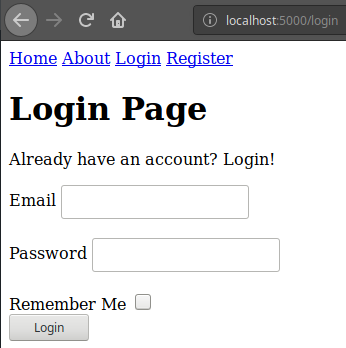 localhost:5000/login
Home About Login Register
Login Page
Already have an account? Login!
Email
Password
Remember Me
Login